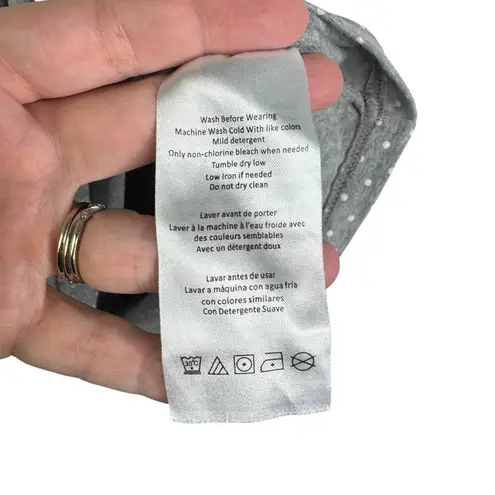 Wash Before Wearing
Machine Wash Cold With like colors
Mild detergent
Only non-chlorine bleach when needed
Tumble dry low
Low iron if needed
Do not dry clean
Laver avant de porter
Laver à la machine à l'eau froide avec
des couleurs semblables
Avec un détergent doux
Lavar antes de usar
Lavar a máquina con agua fría
con colores similares
Con Detergente Suave
30°C